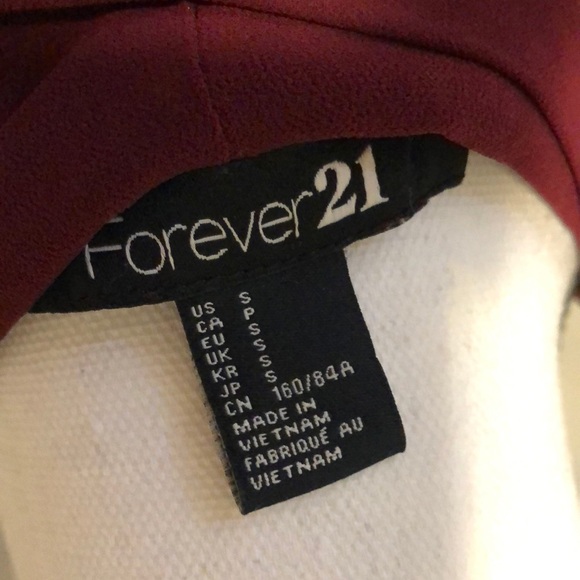 Forever21
US S
CA P
EU S
UK S
KR S
JP S
CN 160/84A
MADE IN
VIETNAM
FABRIQUÉ AU
VIETNAM